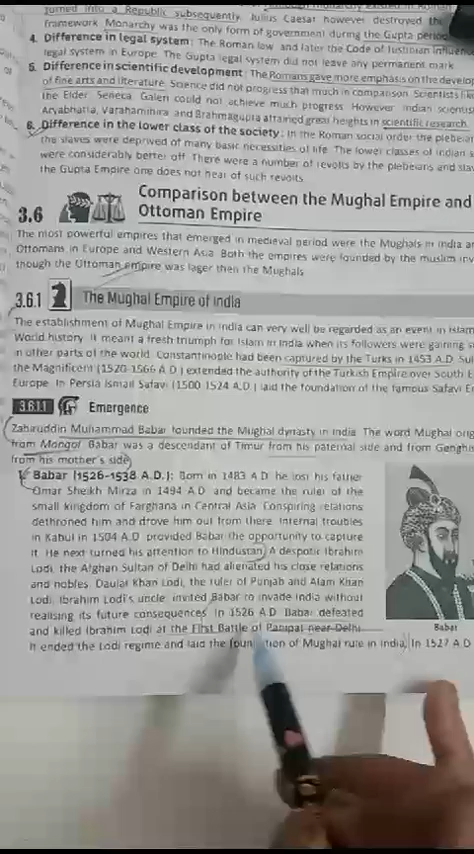 turned into a Republic subsequently. Julius Caesar however destroyed the
framework. Monarchy was the only form of government during the Gupta period
4. Difference in legal system: The Roman low and later the Code of Justinian influen
legal system in Europe. The Gupta legal system did not leave any permanent mark
5. Difference in scientific development: The Romans gave more emphasis on the develop
of fine arts and literature. Science did not progress that much in comparison. Scientists lik
the Elder. Seneca. Galen could not achieve much progress. However Indian scientis
Aryabhatta, Varahamihira and Brahmagupta attained great heights in scientific research.
6. Difference in the lower class of the society: In the Roman social order the plebeian
the slaves were deprived of many basic necessities of life. The lower classes of Indian s
were considerably better off. There were a number of revolts by the plebeians and slav
the Gupta Empire one does not hear of such revolts.
3.6 Comparison between the Mughal Empire and
Ottoman Empire
The most powerful empires that emerged in medieval period were the Mughals in India an
Ottomans in Europe and Western Asia. Both the empires were founded by the muslim inv
though the Ottoman empire was lager then the Mughals
3.6.1 The Mughal Empire of India
The establishment of Mughal Empire in India can very well be regarded as an event in Islam
World history. It meant a fresh triumph for Islam in India when its followers were gaining s
in other parts of the world. Constantinople had been captured by the Turks in 1453 A.D. Sul
the Magnificent (1520-1566 A.D.) extended the authority of the Turkish Empire over South E
Europe. In Persia Ismail Safavi (1500-1524 A.D.) laid the foundation of the famous Safavi E
3.6.1.1 Emergence
Zahiruddin Muhammad Babar founded the Mughal dynasty in India. The word Mughal orig
from Mongol. Babar was a descendant of Timur from his paternal side and from Gengh
from his mother's side
Babar (1526-1538 A.D.): Born in 1483 A.D. he lost his father
Omar Sheikh Mirza in 1494 A.D. and became the ruler of the
small kingdom of Farghana in Central Asia. Conspiring relations
dethroned him and drove him out from there. Internal troubles
in Kabul in 1504 A.D. provided Babar the opportunity to capture
it. He next turned his attention to Hindustan. A despotic Ibrahim
Lodi, the Afghan Sultan of Delhi had alienated his close relations
and nobles. Daulat Khan Lodi, the ruler of Punjab and Alam Khan
Lodi, Ibrahim Lodi's uncle invited Babar to invade India without
realising its future consequences. In 1526 A.D. Babar defeated
and killed Ibrahim Lodi at the First Battle of Panipat near Delhi.
It ended the Lodi regime and laid the foun tion of Mughal rule in India. In 1527 A.D
Babar